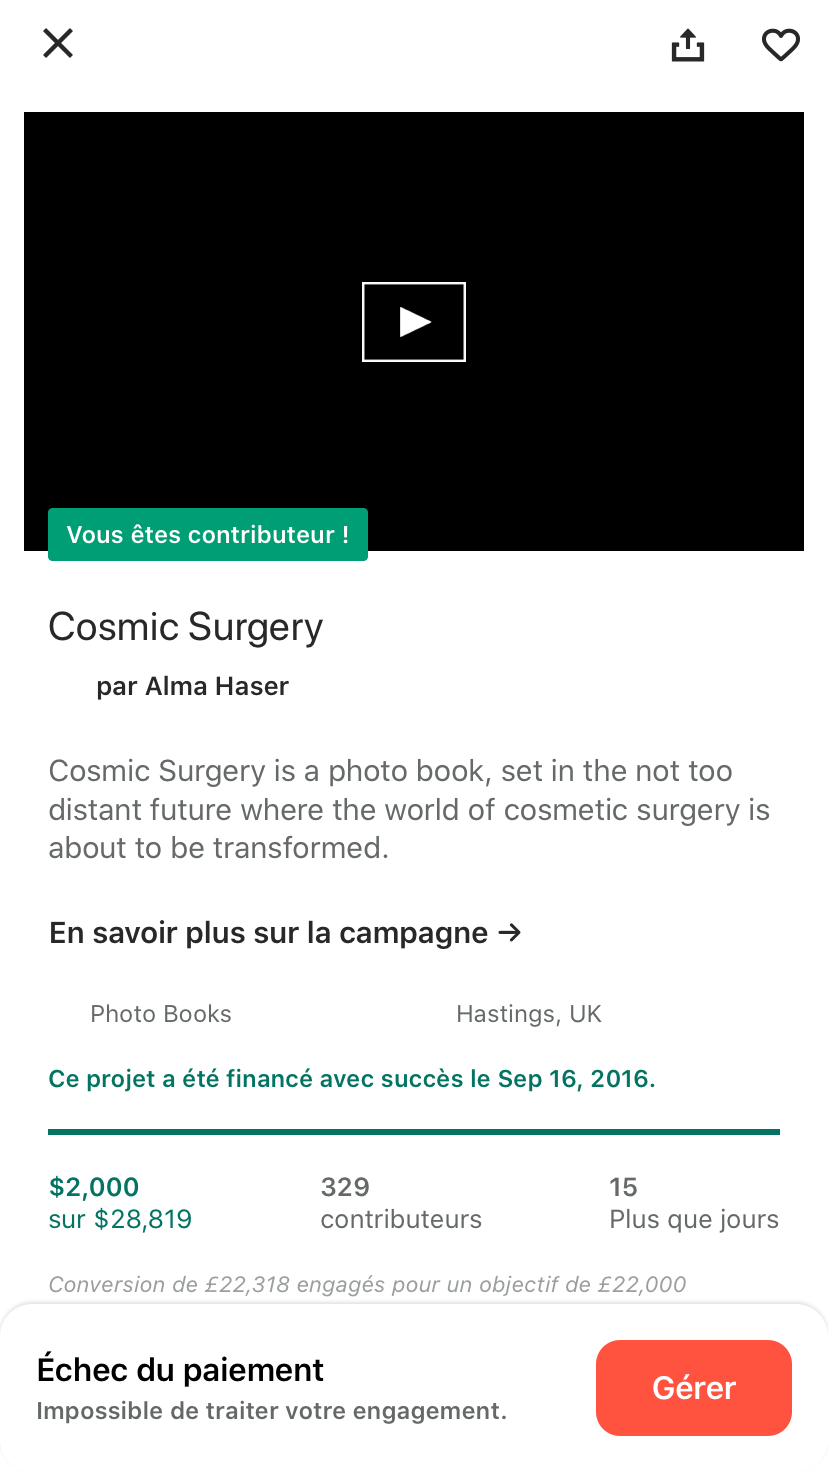 Vous êtes contributeur !
Cosmic Surgery
par Alma Haser
Cosmic Surgery is a photo book, set in the not too
distant future where the world of cosmetic surgery is
about to be transformed.
En savoir plus sur la campagne →
Photo Books
Hastings, UK
Ce projet a été financé avec succès le Sep 16, 2016.
$2,000
sur $28,819
329
contributeurs
15
Plus que jours
Conversion de £22,318 engagés pour un objectif de £22,000
Échec du paiement
Impossible de traiter votre engagement.
Gérer